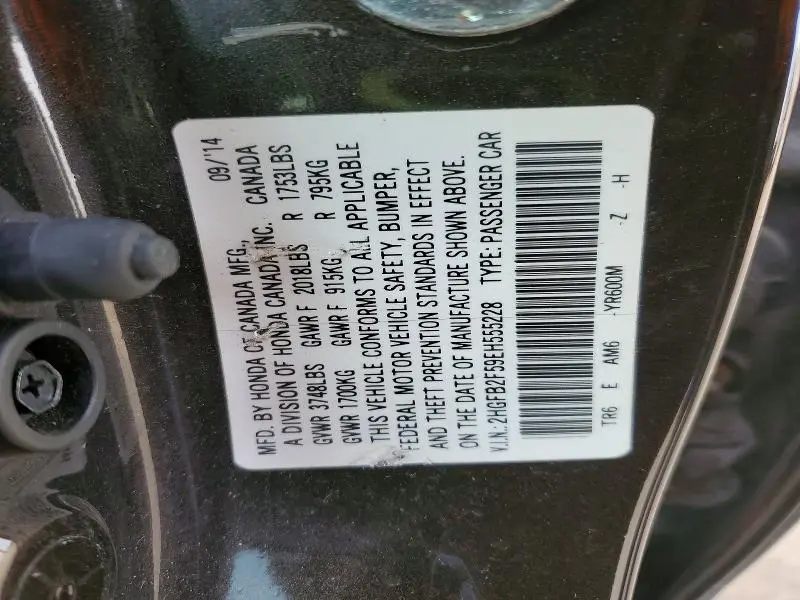 MFD. BY HONDA OF CANADA MFG., 09/'14
A DIVISION OF HONDA CANADA INC. CANADA
GVWR 3748LBS GAWR F 2018LBS R 1753LBS
GVWR 1700KG GAWR F 915KG R 795KG
THIS VEHICLE CONFORMS TO ALL APPLICABLE
FEDERAL MOTOR VEHICLE SAFETY, BUMPER,
AND THEFT PREVENTION STANDARDS IN EFFECT
ON THE DATE OF MANUFACTURE SHOWN ABOVE.
V.I.N.:2HGFB2F59EH555228 TYPE:PASSENGER CAR
TR6 E AM6 -YR600M -Z -H